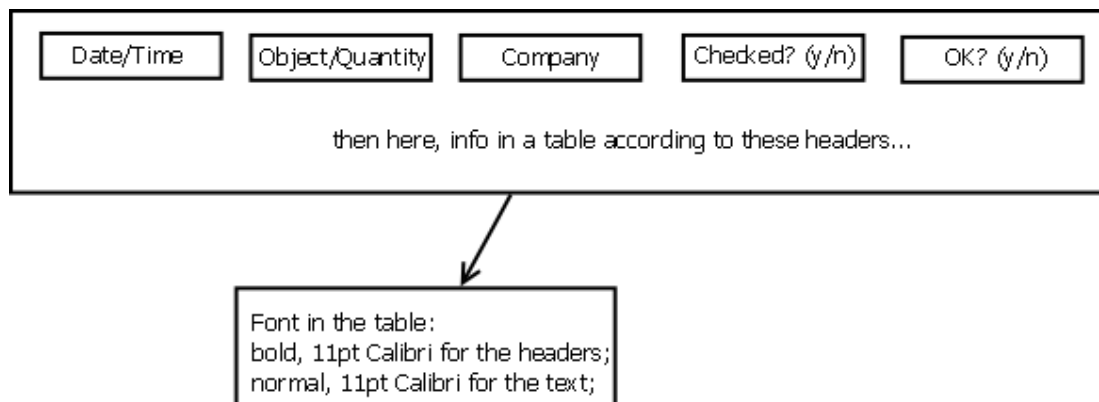 Date/Time Object/Quantity Company Checked? (y/n) OK? (y/n)
then here, info in a table according to these headers...
Font in the table:
bold, 11pt Calibri for the headers;
normal, 11pt Calibri for the text;